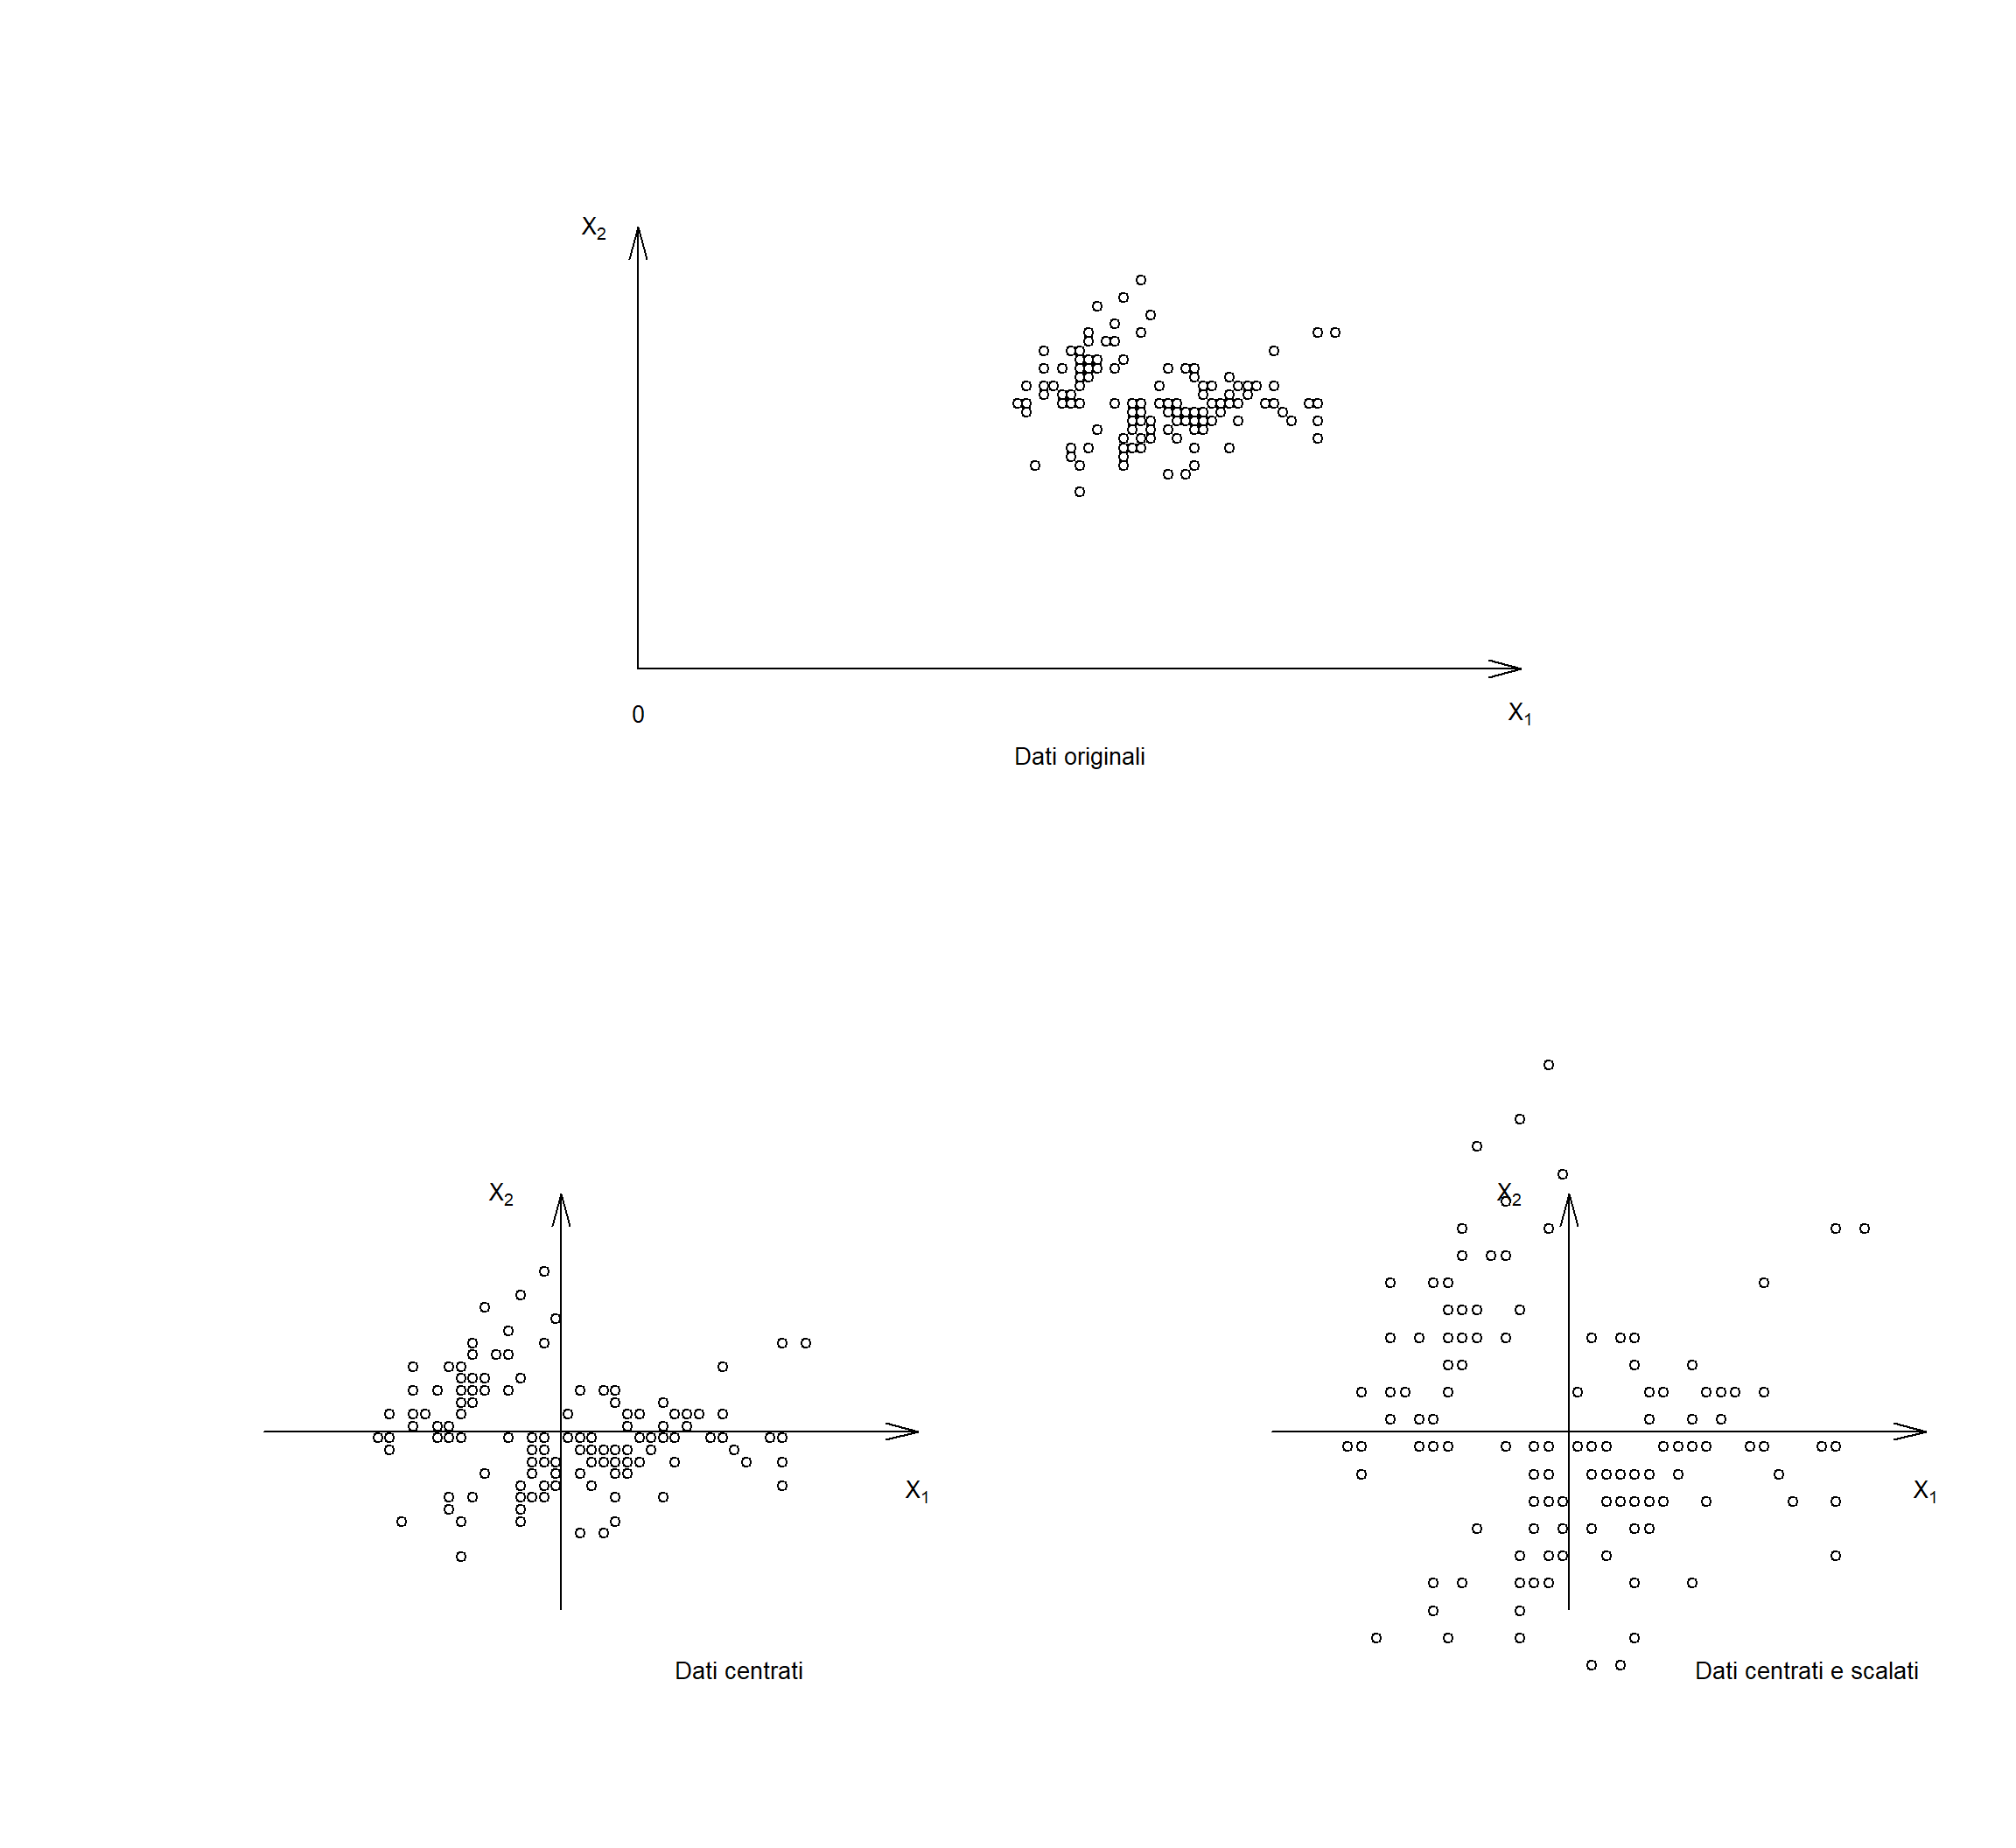 X₂
0
X₁
Dati originali
X₂
X₁
Dati centrati
X₂
X₁
Dati centrati e scalati